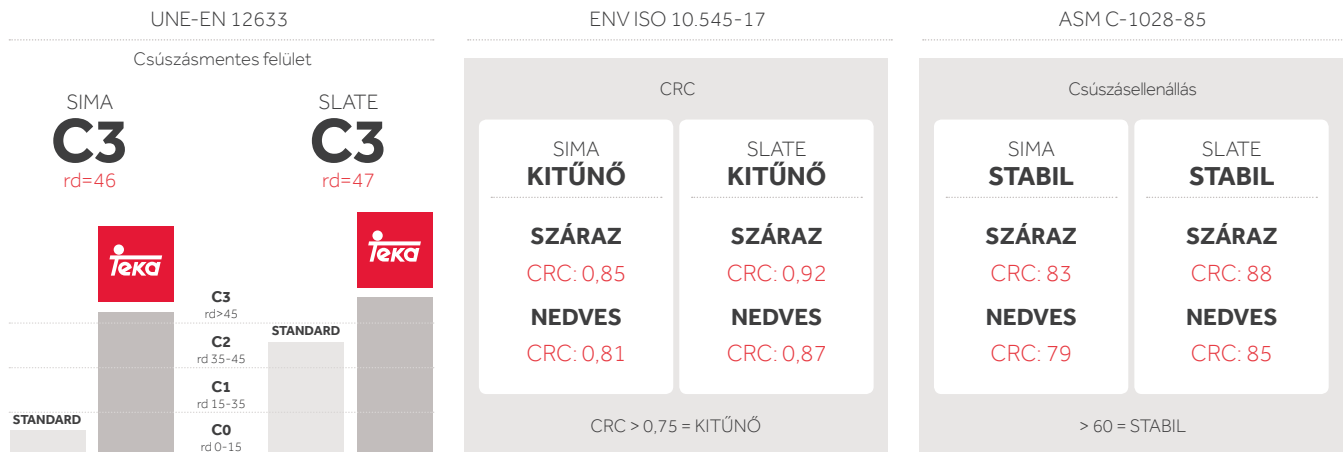 UNE-EN 12633
Csúszásmentes felület
SIMA
C3
rd=46
SLATE
C3
rd=47
teka
teka
C3
rd>45
STANDARD
C2
rd 35-45
C1
rd 15-35
STANDARD
C0
rd 0-15
ENV ISO 10.545-17
CRC
SIMA
KITŰNŐ
SZÁRAZ
CRC: 0,85
NEDVES
CRC: 0,81
SLATE
KITŰNŐ
SZÁRAZ
CRC: 0,92
NEDVES
CRC: 0,87
CRC > 0,75 = KITŰNŐ
ASM C-1028-85
Csúszásellenállás
SIMA
STABIL
SZÁRAZ
CRC: 83
NEDVES
CRC: 79
SLATE
STABIL
SZÁRAZ
CRC: 88
NEDVES
CRC: 85
> 60 = STABIL